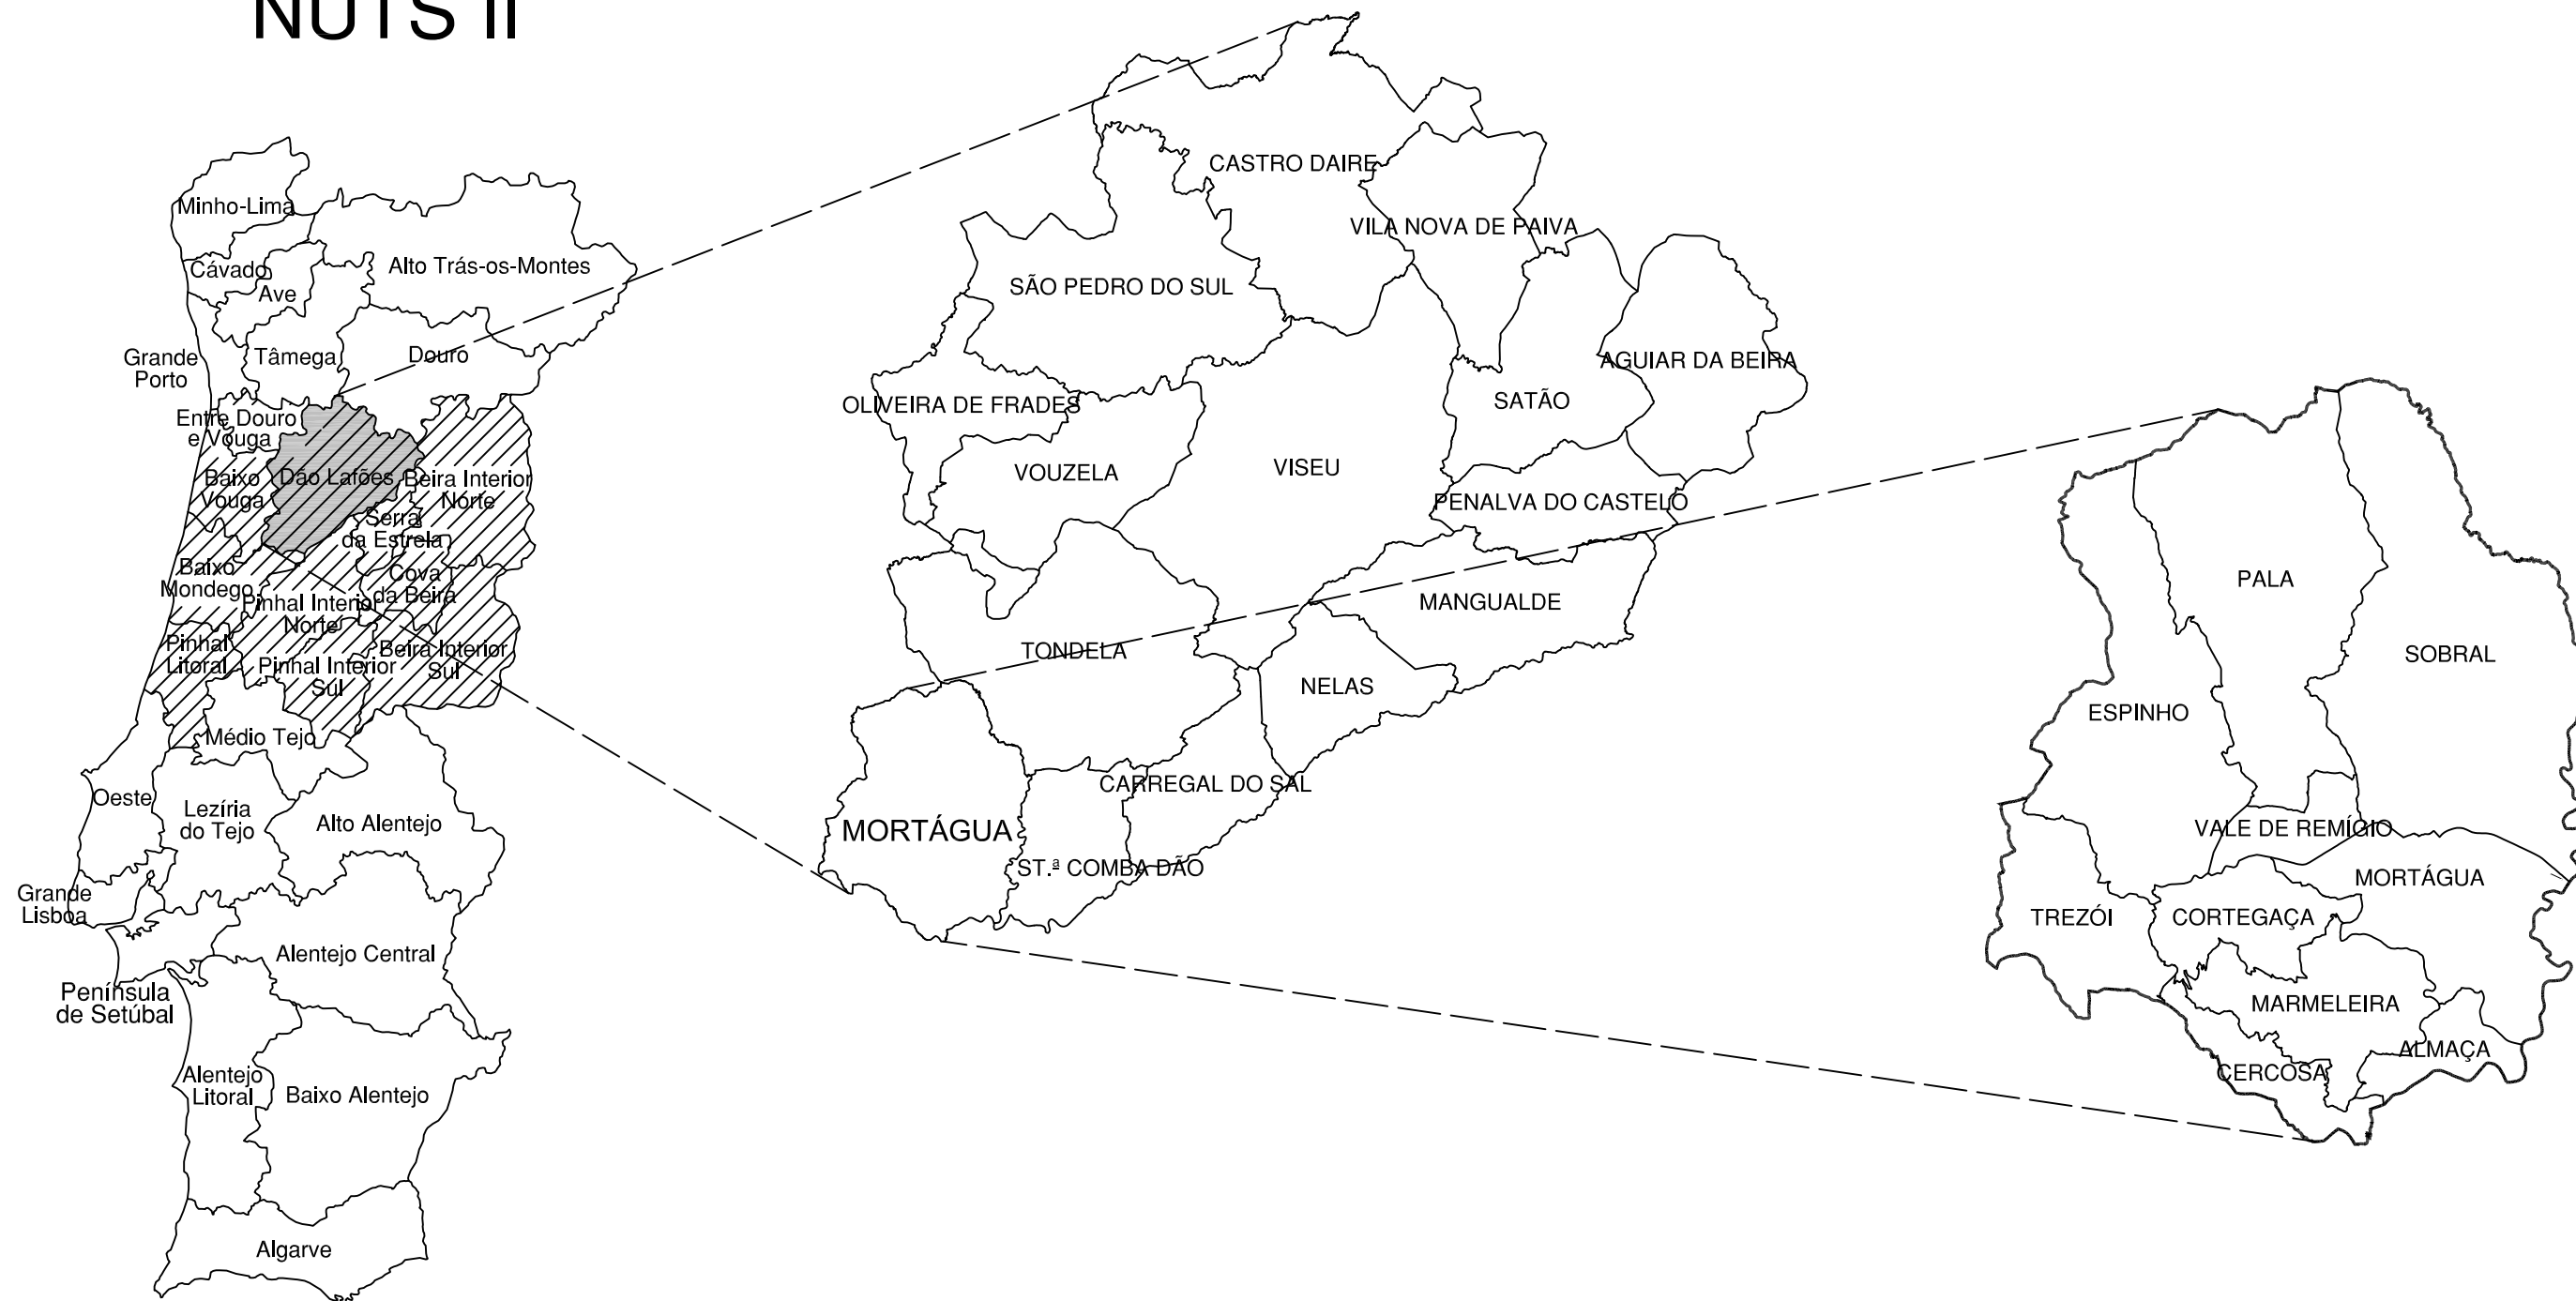 NUTS II
Minho-Lima
Cávado
Ave
Alto Trás-os-Montes
Grande
Porto
Tâmega
Douro
Entre Douro
e Vouga
Baixo
Vouga
Dão Lafões
Beira Interior
Norte
Serra
da Estrela
Baixo
Mondego
Cova
da Beira
Pinhal Interior
Norte
Pinhal
Litoral
Pinhal Interior
Sul
Beira Interior
Sul
Médio Tejo
Oeste
Lezíria
do Tejo
Alto Alentejo
Grande
Lisboa
Alentejo Central
Península
de Setúbal
Alentejo
Litoral
Baixo Alentejo
Algarve
CASTRO DAIRE
VILA NOVA DE PAIVA
SÃO PEDRO DO SUL
AGUIAR DA BEIRA
OLIVEIRA DE FRADES
SATÃO
VOUZELA
VISEU
PENALVA DO CASTELO
MANGUALDE
TONDELA
NELAS
CARREGAL DO SAL
MORTÁGUA
ST.ª COMBA DÃO
PALA
SOBRAL
ESPINHO
VALE DE REMÍGIO
MORTÁGUA
TREZÓI
CORTEGAÇA
MARMELEIRA
ALMAÇA
CERCOSA